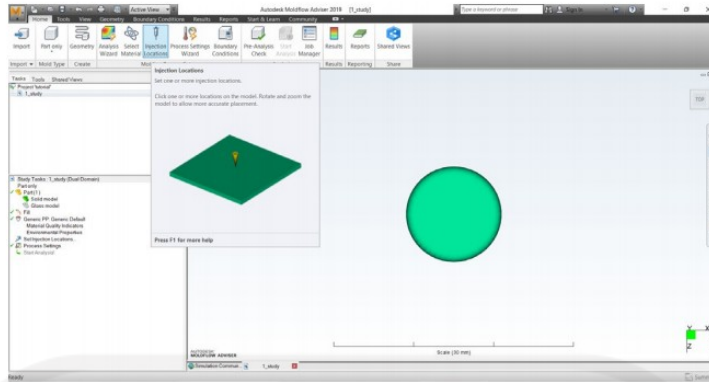 Active View
Autodesk Moldflow Adviser 2019 [1_study]
Type a keyword or phrase
Sign In
Home Tools View Geometry Boundary Conditions Results Reports Start & Learn Community
Import
Part only
Geometry
Analysis Wizard
Select Material
Injection Locations
Process Settings Wizard
Boundary Conditions
Pre-Analysis Check
Start Analysis
Job Manager
Results
Reports
Shared Views
Import Mold Type Create
Results Reporting Share
Tasks Tools Shared Views
Project 'tutorial'
1_study
Injection Locations
Set one or more injection locations.
Click one or more locations on the model. Rotate and zoom the
model to allow more accurate placement.
Press F1 for more help
TOP
Study Tasks: 1_study (Dual Domain)
Part only
Part (1)
Solid model
Glass model
Fill
Generic PP: Generic Default
Material Quality Indicators
Environmental Properties
Set Injection Locations...
Process Settings
Start Analysis!
AUTODESK
MOLDFLOW ADVISER
Scale (30 mm)
Y X
Z
1_study
Ready